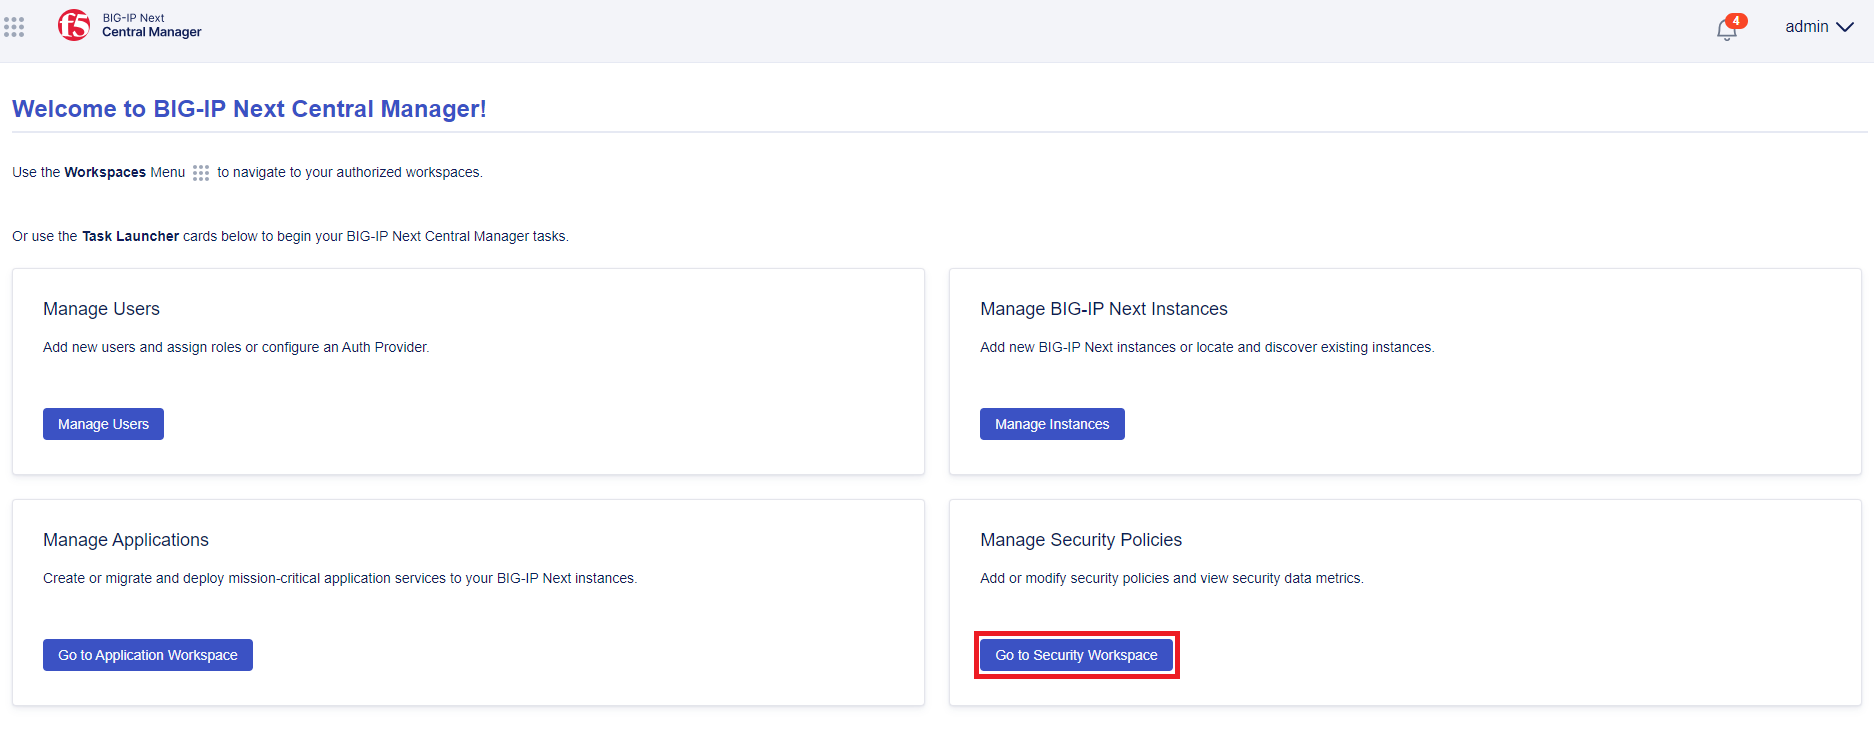 f5
BIG-IP Next
Central Manager
4
admin
Welcome to BIG-IP Next Central Manager!
Use the Workspaces Menu to navigate to your authorized workspaces.
Or use the Task Launcher cards below to begin your BIG-IP Next Central Manager tasks.
Manage Users
Add new users and assign roles or configure an Auth Provider.
Manage Users
Manage BIG-IP Next Instances
Add new BIG-IP Next instances or locate and discover existing instances.
Manage Instances
Manage Applications
Create or migrate and deploy mission-critical application services to your BIG-IP Next instances.
Go to Application Workspace
Manage Security Policies
Add or modify security policies and view security data metrics.
Go to Security Workspace